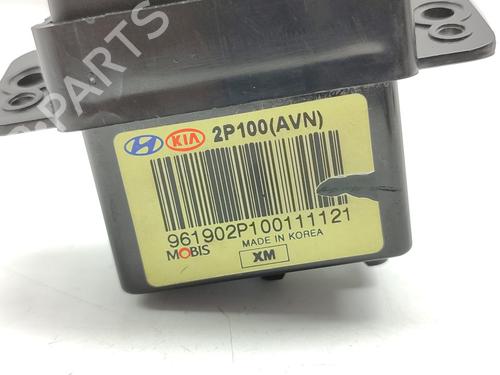 KIA 2P100(AVN)
961902P100111121
MOBIS MADE IN KOREA
XM